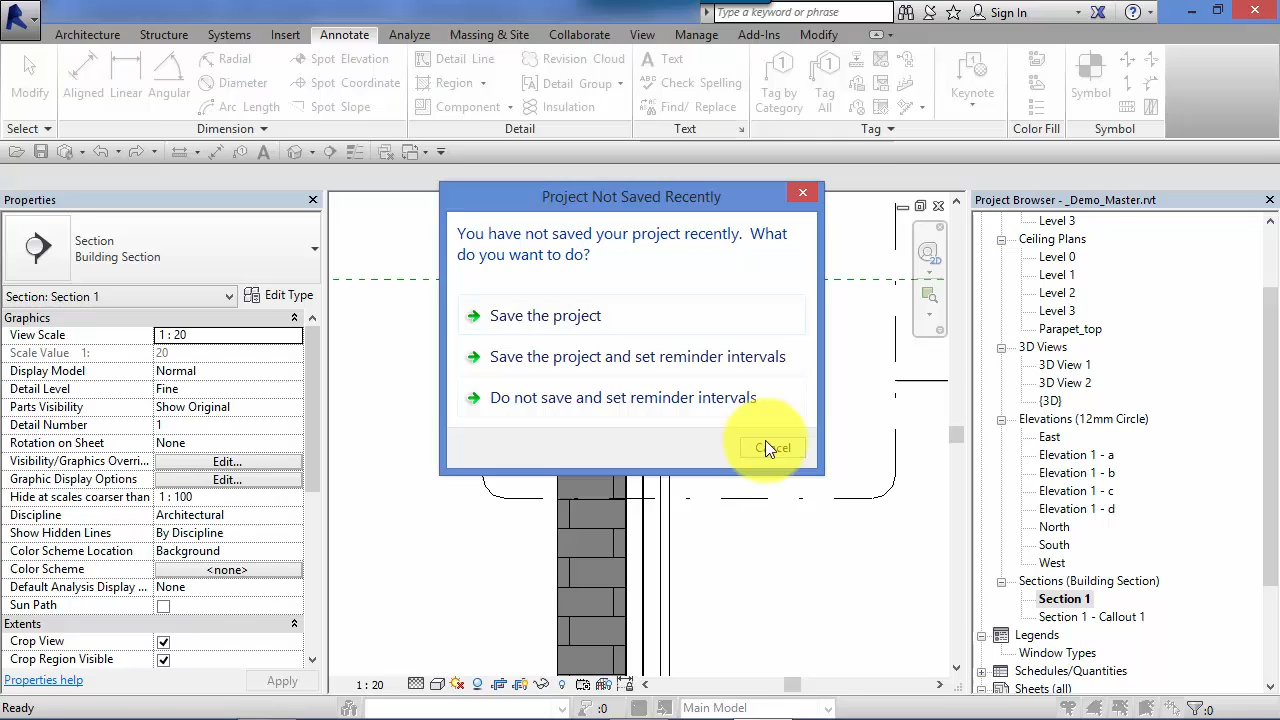 Type a keyword or phrase
Sign In
Architecture Structure Systems Insert Annotate Analyze Massing & Site Collaborate View Manage Add-Ins Modify
Modify
Aligned Linear Angular
Radial
Diameter
Arc Length
Spot Elevation
Spot Coordinate
Spot Slope
Detail Line
Region
Component
Revision Cloud
Detail Group
Insulation
Text
Check Spelling
Find/ Replace
Tag by Category
Tag All
Keynote
Symbol
Select Dimension Detail Text Tag Color Fill Symbol
Properties
Section
Building Section
Section: Section 1
Edit Type
Graphics
View Scale 1 : 20
Scale Value 1: 20
Display Model Normal
Detail Level Fine
Parts Visibility Show Original
Detail Number 1
Rotation on Sheet None
Visibility/Graphics Overri... Edit...
Graphic Display Options Edit...
Hide at scales coarser than 1 : 100
Discipline Architectural
Show Hidden Lines By Discipline
Color Scheme Location Background
Color Scheme <none>
Default Analysis Display ... None
Sun Path
Extents
Crop View
Crop Region Visible
Properties help
Apply
Project Not Saved Recently
You have not saved your project recently. What
do you want to do?
Save the project
Save the project and set reminder intervals
Do not save and set reminder intervals
Cancel
2D
1 : 20
Project Browser - _Demo_Master.rvt
Level 3
Ceiling Plans
Level 0
Level 1
Level 2
Level 3
Parapet_top
3D Views
3D View 1
3D View 2
{3D}
Elevations (12mm Circle)
East
Elevation 1 - a
Elevation 1 - b
Elevation 1 - c
Elevation 1 - d
North
South
West
Sections (Building Section)
Section 1
Section 1 - Callout 1
Legends
Window Types
Schedules/Quantities
Sheets (all)
Ready
:0
Main Model
:0